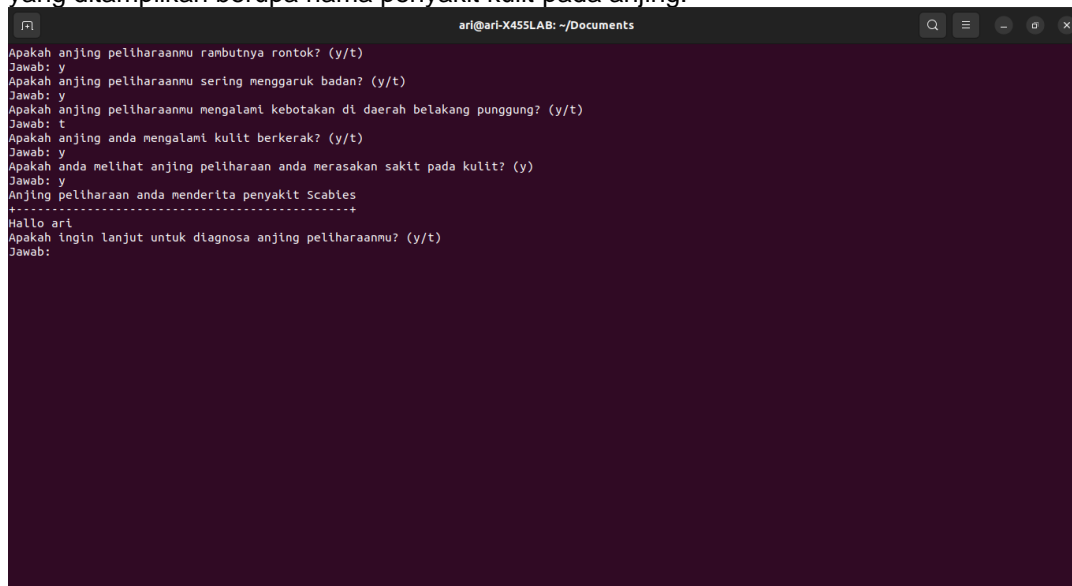 yang ditampilkan berupa nama penyakit kulit pada anjing.
ari@ari-X455LAB: ~/Documents
Apakah anjing peliharaanmu rambutnya rontok? (y/t)
Jawab: y
Apakah anjing peliharaanmu sering menggaruk badan? (y/t)
Jawab: y
Apakah anjing peliharaanmu mengalami kebotakan di daerah belakang punggung? (y/t)
Jawab: t
Apakah anjing anda mengalami kulit berkerak? (y/t)
Jawab: y
Apakah anda melihat anjing peliharaan anda merasakan sakit pada kulit? (y)
Jawab: y
Anjing peliharaan anda menderita penyakit Scabies
+----------------------------------------------+
Hallo ari
Apakah ingin lanjut untuk diagnosa anjing peliharaanmu? (y/t)
Jawab: